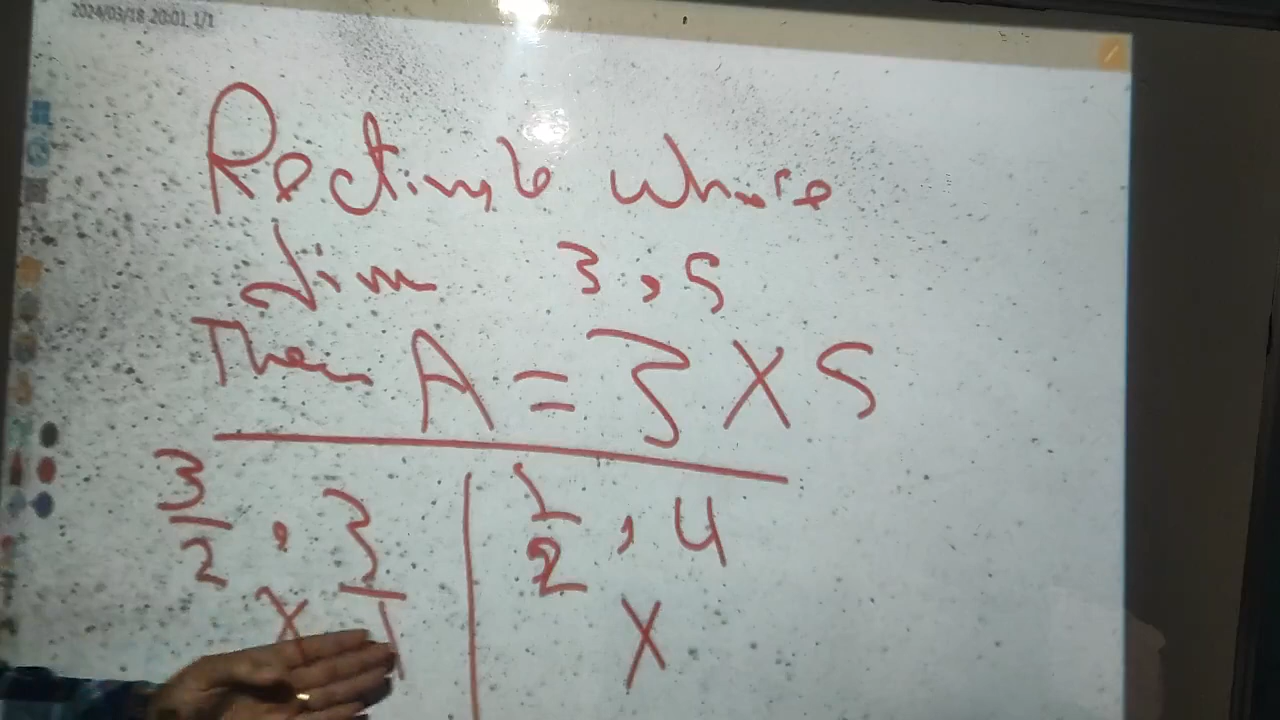 2024/03/18 20:01 1/1
Rectangle whose
dim 3, 5
Then A = 3 X 5
3/2 , 3/1
X
1/2 , 4
X